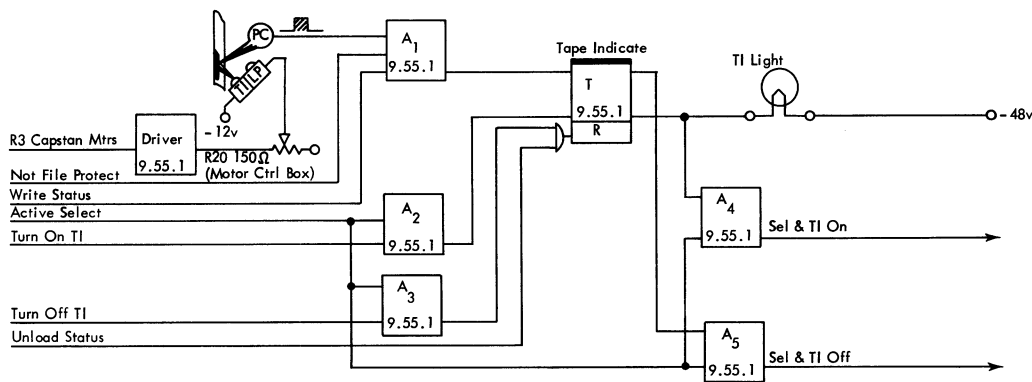 PC
TILP
- 12v
R3 Capstan Mtrs
Driver
9.55.1
R20 150Ω
(Motor Ctrl Box)
Not File Protect
Write Status
Active Select
Turn On TI
Turn Off TI
Unload Status
A1
9.55.1
A2
9.55.1
A3
9.55.1
Tape Indicate
T
9.55.1
R
TI Light
- 48v
A4
9.55.1
Sel & TI On
A5
9.55.1
Sel & TI Off